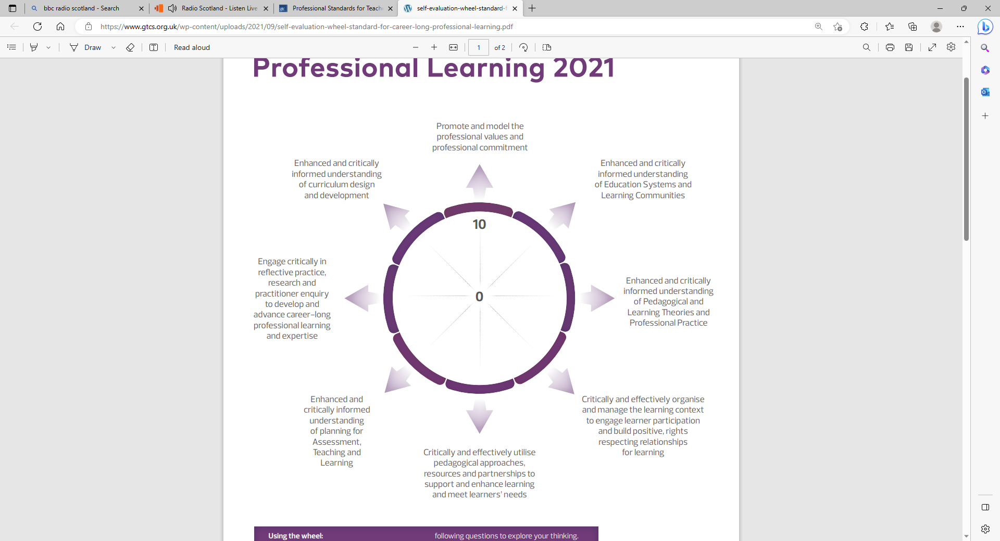 bbc radio scotland - Search
Radio Scotland - Listen Live
Professional Standards for Teache
self-evaluation-wheel-standard-f
https://www.gtcs.org.uk/wp-content/uploads/2021/09/self-evaluation-wheel-standard-for-career-long-professional-learning.pdf
Draw
Read aloud
1
of 2
Professional Learning 2021
Promote and model the
professional values and
professional commitment
Enhanced and critically
informed understanding
of curriculum design
and development
Enhanced and critically
informed understanding
of Education Systems and
Learning Communities
10
Engage critically in
reflective practice,
research and
practitioner enquiry
to develop and
advance career-long
professional learning
and expertise
0
Enhanced and critically
informed understanding
of Pedagogical and
Learning Theories and
Professional Practice
Enhanced and
critically informed
understanding
of planning for
Assessment,
Teaching and
Learning
Critically and effectively organise
and manage the learning context
to engage learner participation
and build positive, rights
respecting relationships
for learning
Critically and effectively utilise
pedagogical approaches,
resources and partnerships to
support and enhance learning
and meet learners' needs
Using the wheel:
following questions to explore your thinking.